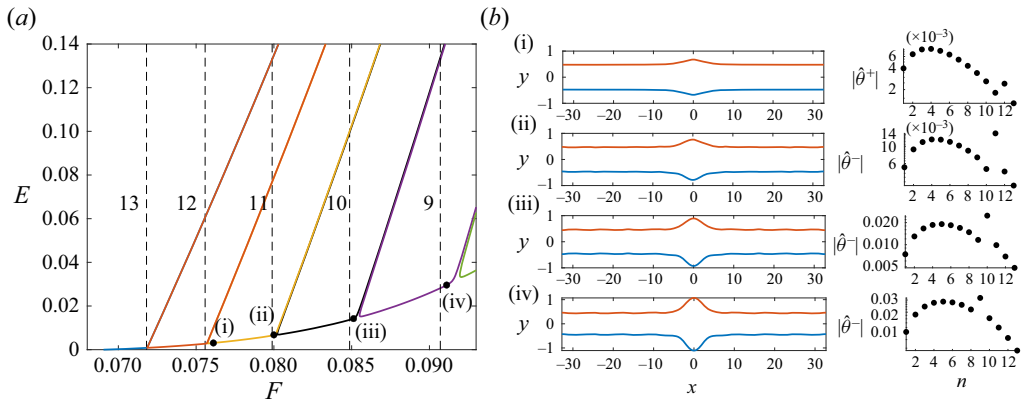 (a)
0.14
0.12
0.10
0.08
0.06
0.04
0.02
0
E
13
12
11
10
9
(i)
(ii)
(iii)
(iv)
0.070
0.075
0.080
0.085
0.090
F
(b)
(i)
1
y 0
−1
−30 −20 −10 0 10 20 30
|θ̂⁺|
(×10⁻³)
6
4
2
2 4 6 8 10 12
(ii)
1
y 0
−1
−30 −20 −10 0 10 20 30
|θ̂⁻|
(×10⁻³)
14
10
6
2
2 4 6 8 10 12
(iii)
1
y 0
−1
−30 −20 −10 0 10 20 30
|θ̂⁻|
0.020
0.010
0.005
2 4 6 8 10 12
(iv)
1
y 0
−1
−30 −20 −10 0 10 20 30
x
|θ̂⁻|
0.03
0.02
0.01
2 4 6 8 10 12
n